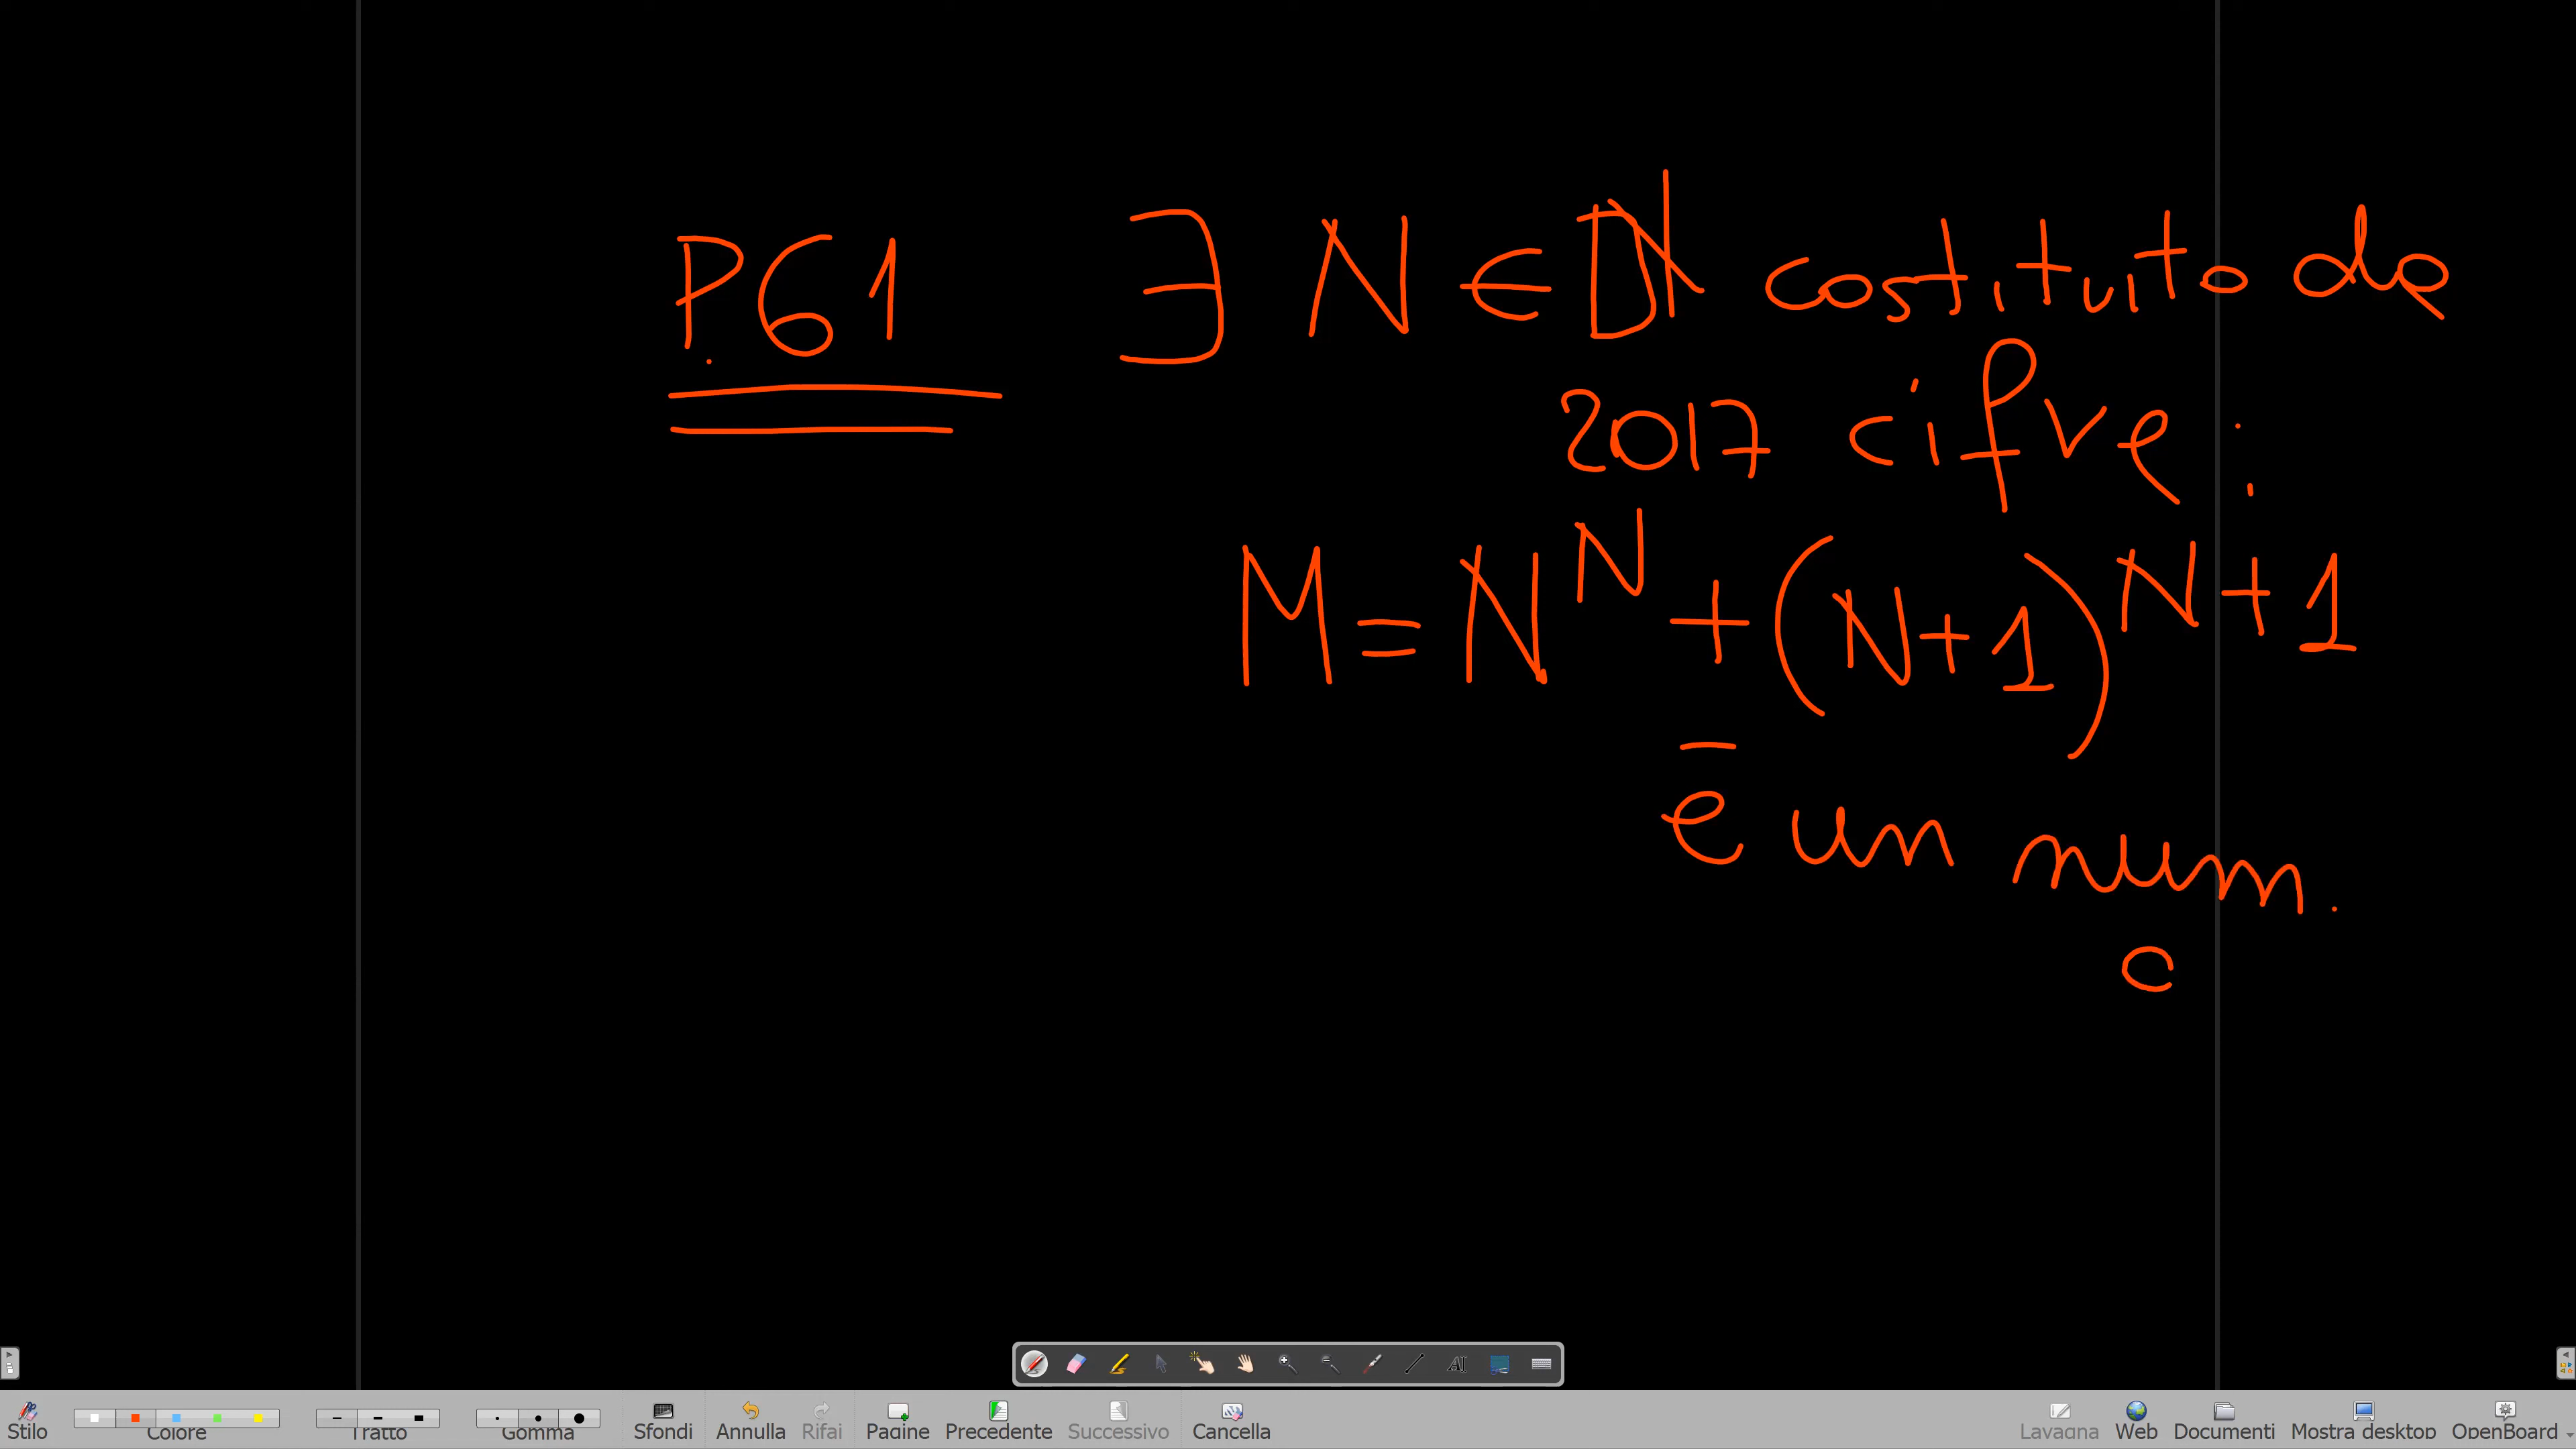 P.61 ∃ N ∈ ℕ costituito da
2017 cifre :
M = N^N + (N+1)^{N+1}
è un num.
c
Stilo Colore Tratto Gomma Sfondi Annulla Rifai Pagine Precedente Successivo Cancella Lavagna Web Documenti Mostra desktop OpenBoard